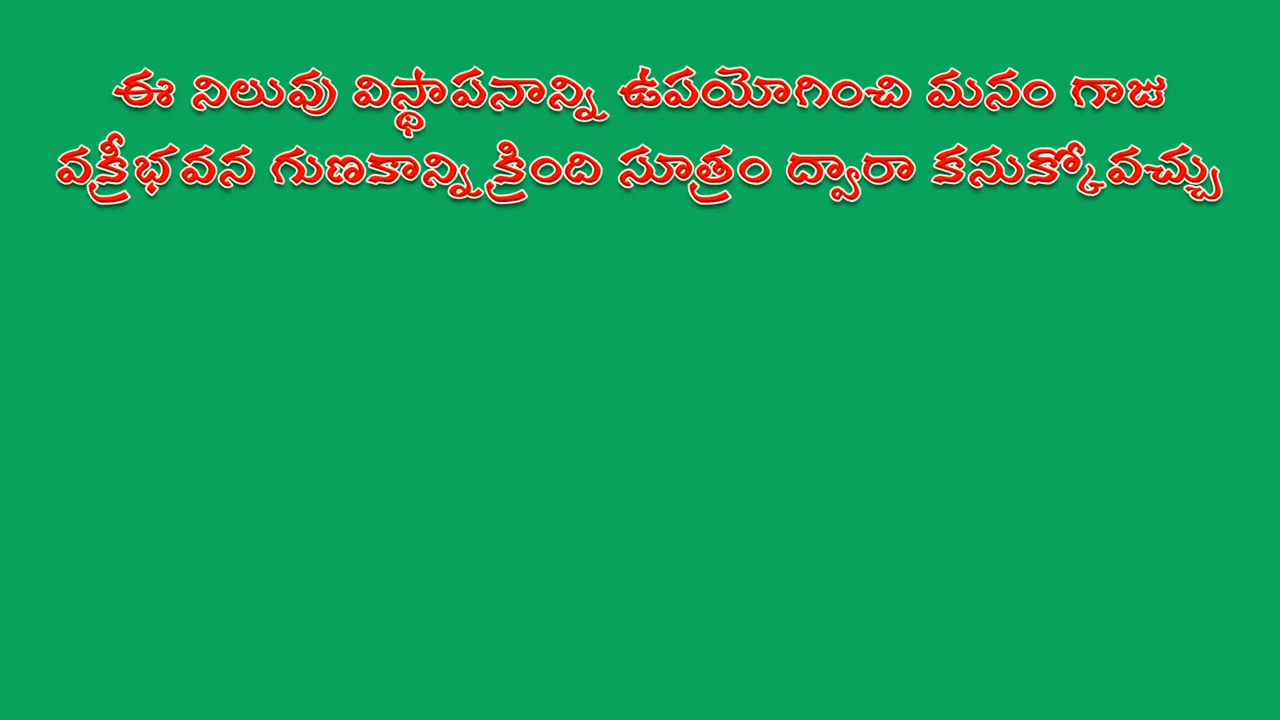 ఈ నిలువు విస్థాపనాన్ని ఉపయోగించి మనం గాజు
వక్రీభవన గుణకాన్ని క్రింది సూత్రం ద్వారా కనుక్కోవచ్చు